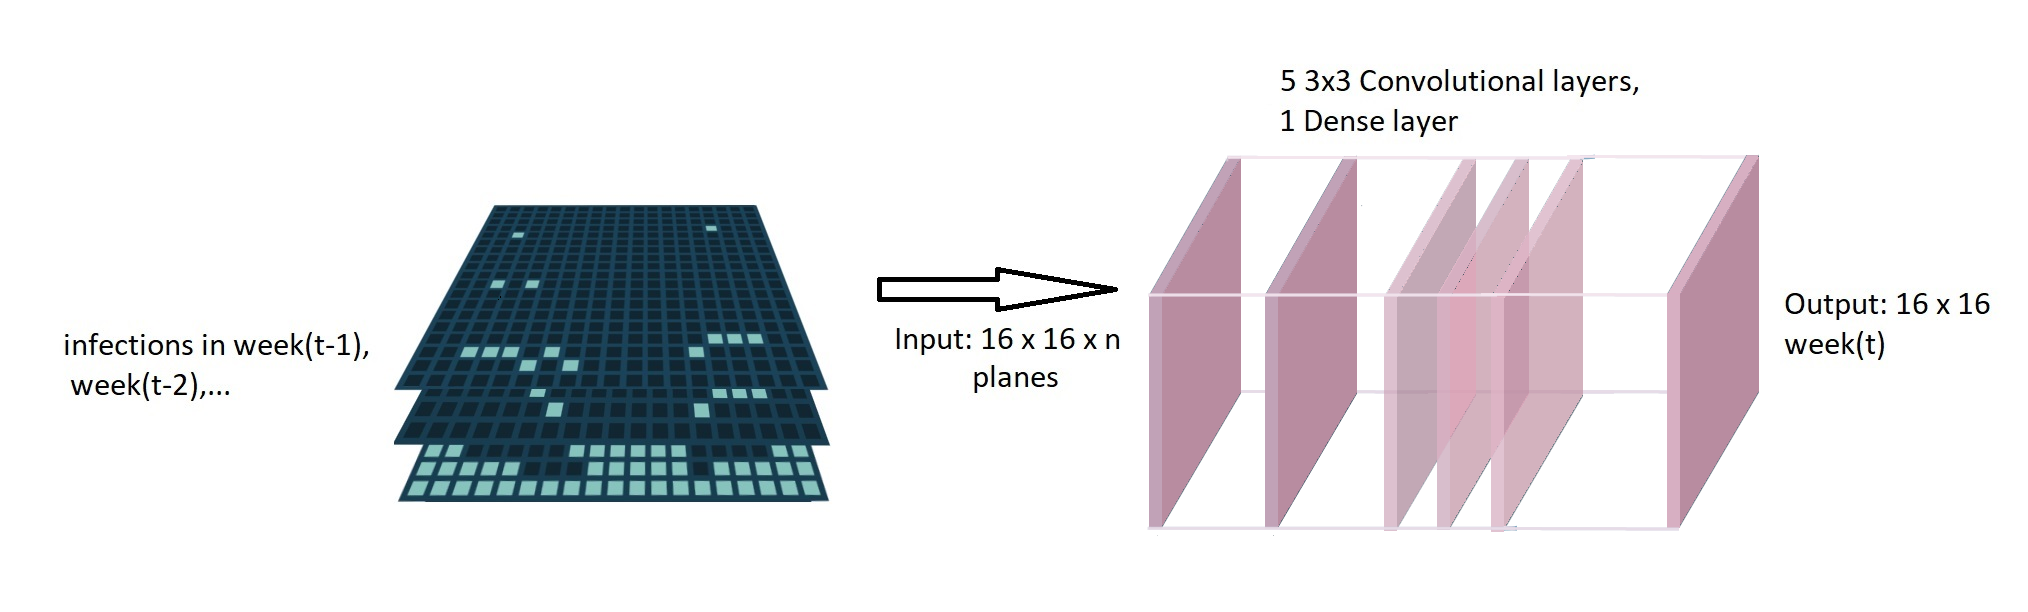 infections in week(t-1),
week(t-2),...
Input: 16 x 16 x n
planes
5 3x3 Convolutional layers,
1 Dense layer
Output: 16 x 16
week(t)